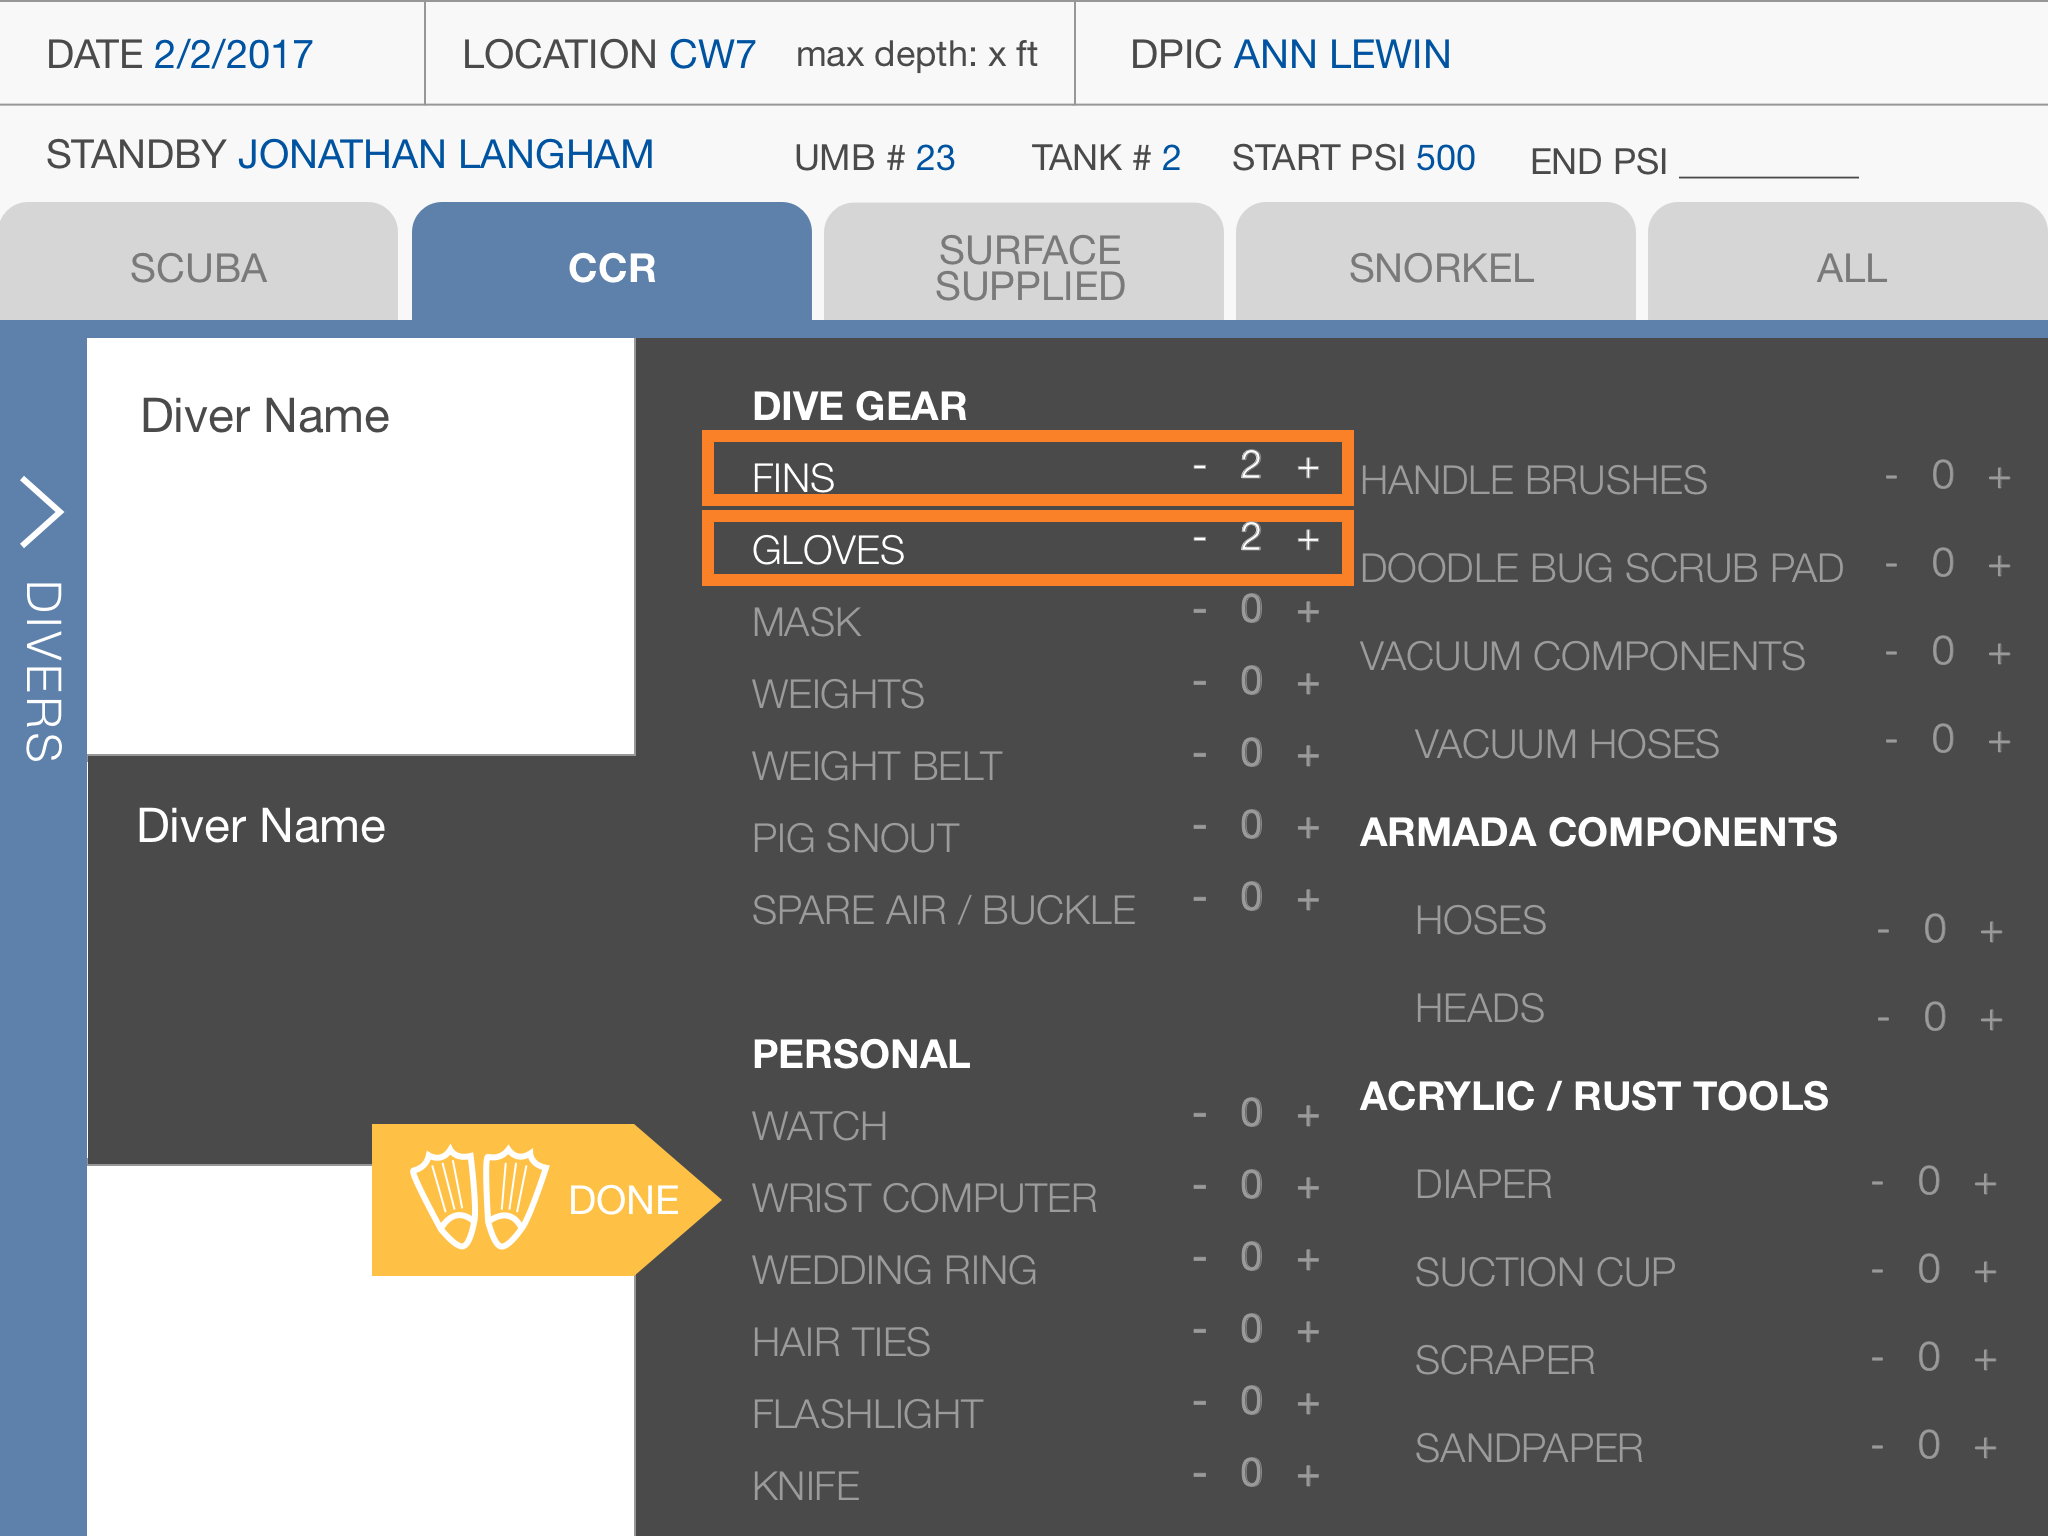 DATE 2/2/2017
LOCATION CW7 max depth: x ft
DPIC ANN LEWIN
STANDBY JONATHAN LANGHAM UMB # 23 TANK # 2 START PSI 500 END PSI __________
SCUBA
CCR
SURFACE
SUPPLIED
SNORKEL
ALL
DIVERS
Diver Name
Diver Name
DONE
DIVE GEAR
FINS - 2 +
GLOVES - 2 +
MASK - 0 +
WEIGHTS - 0 +
WEIGHT BELT - 0 +
PIG SNOUT - 0 +
SPARE AIR / BUCKLE - 0 +
PERSONAL
WATCH - 0 +
WRIST COMPUTER - 0 +
WEDDING RING - 0 +
HAIR TIES - 0 +
FLASHLIGHT - 0 +
KNIFE - 0 +
HANDLE BRUSHES - 0 +
DOODLE BUG SCRUB PAD - 0 +
VACUUM COMPONENTS - 0 +
VACUUM HOSES - 0 +
ARMADA COMPONENTS
HOSES - 0 +
HEADS - 0 +
ACRYLIC / RUST TOOLS
DIAPER - 0 +
SUCTION CUP - 0 +
SCRAPER - 0 +
SANDPAPER - 0 +